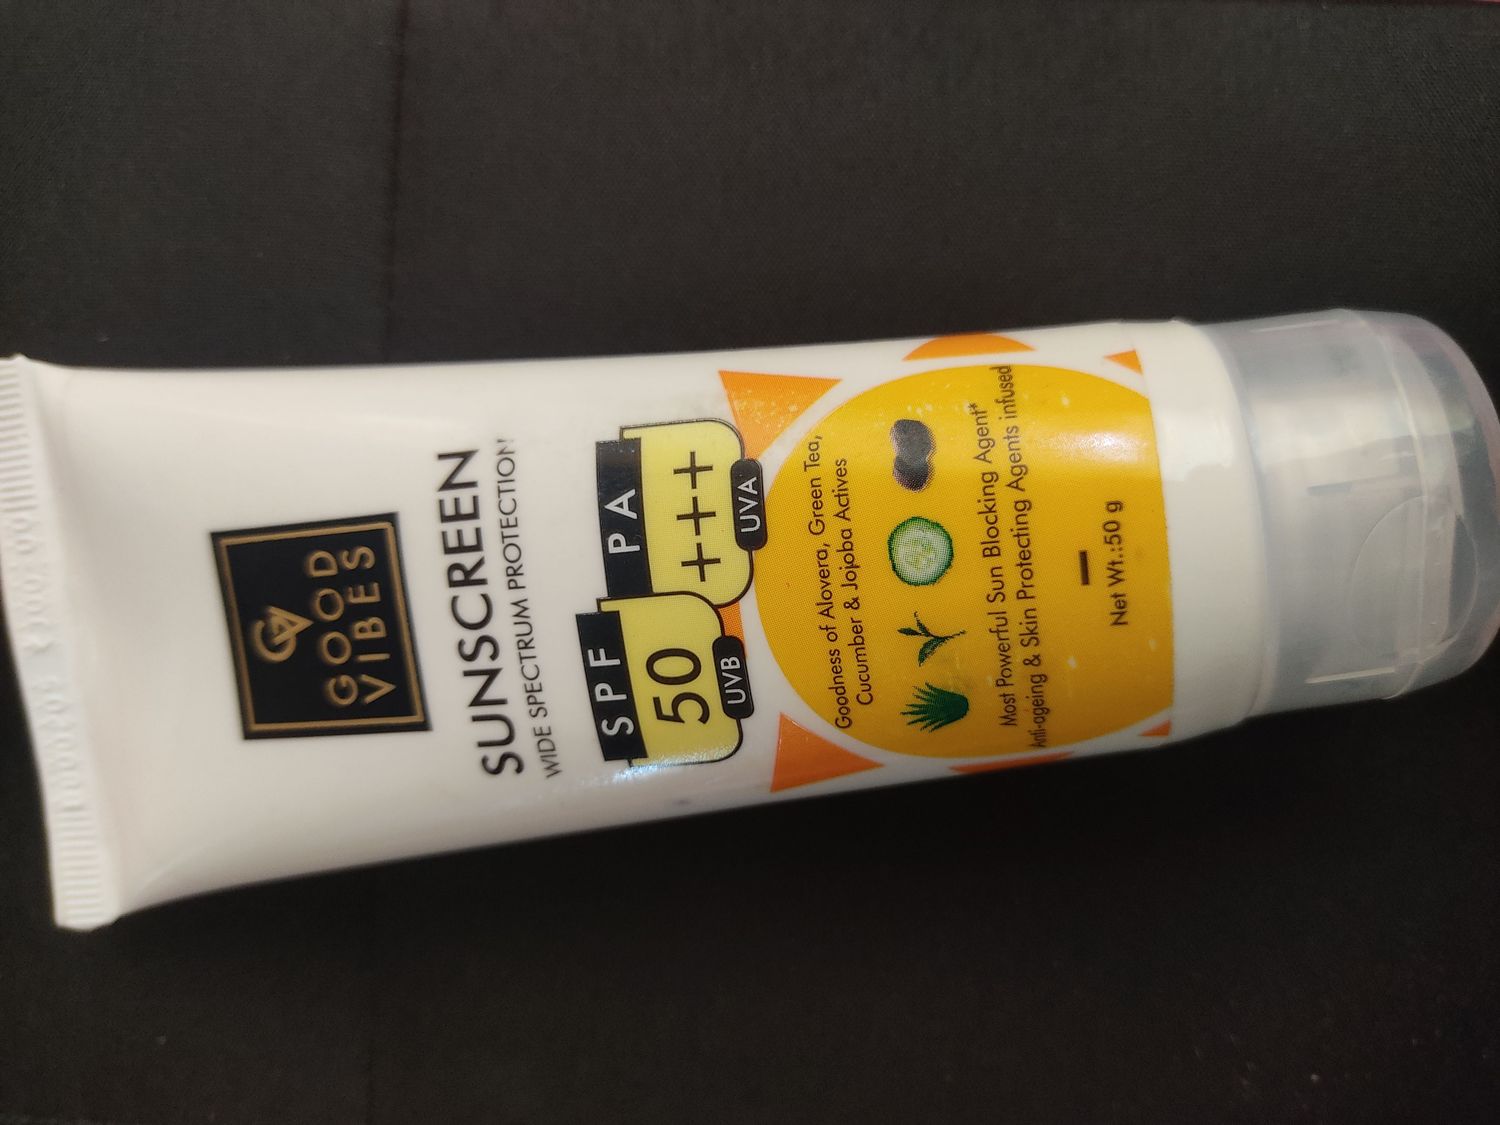 GV
GOOD
VIBES
SUNSCREEN
WIDE SPECTRUM PROTECTION
SPF
50
UVB
PA
+++
UVA
Goodness of Alovera, Green Tea,
Cucumber & Jojoba Actives
Most Powerful Sun Blocking Agent*
Anti-ageing & Skin Protecting Agents infused
Net Wt.:50 g